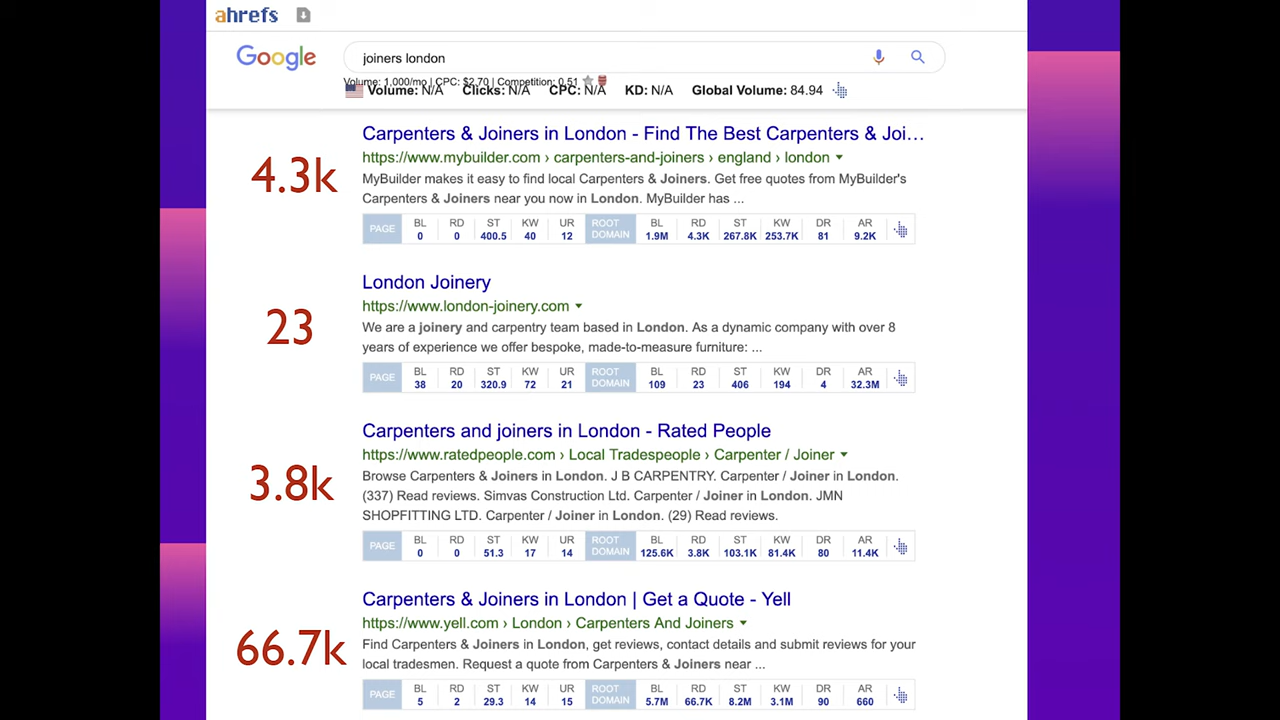 ahrefs
Google
joiners london
Volume: 1,000/mo | CPC: $2.70 | Competition: 0.51
Volume: N/A Clicks: N/A CPC: N/A KD: N/A Global Volume: 84.94
Carpenters & Joiners in London - Find The Best Carpenters & Joi...
https://www.mybuilder.com › carpenters-and-joiners › england › london
4.3k
MyBuilder makes it easy to find local Carpenters & Joiners. Get free quotes from MyBuilder's
Carpenters & Joiners near you now in London. MyBuilder has ...
PAGE BL RD ST KW UR ROOT DOMAIN BL RD ST KW DR AR
0 0 400.5 40 12 1.9M 4.3K 267.8K 253.7K 81 9.2K
London Joinery
https://www.london-joinery.com
23
We are a joinery and carpentry team based in London. As a dynamic company with over 8
years of experience we offer bespoke, made-to-measure furniture: ...
PAGE BL RD ST KW UR ROOT DOMAIN BL RD ST KW DR AR
38 20 320.9 72 21 109 23 406 194 4 32.3M
Carpenters and joiners in London - Rated People
https://www.ratedpeople.com › Local Tradespeople › Carpenter / Joiner
3.8k
Browse Carpenters & Joiners in London. J B CARPENTRY. Carpenter / Joiner in London.
(337) Read reviews. Simvas Construction Ltd. Carpenter / Joiner in London. JMN
SHOPFITTING LTD. Carpenter / Joiner in London. (29) Read reviews.
PAGE BL RD ST KW UR ROOT DOMAIN BL RD ST KW DR AR
0 0 51.3 17 14 125.6K 3.8K 103.1K 81.4K 80 11.4K
Carpenters & Joiners in London | Get a Quote - Yell
https://www.yell.com › London › Carpenters And Joiners
66.7k
Find Carpenters & Joiners in London, get reviews, contact details and submit reviews for your
local tradesmen. Request a quote from Carpenters & Joiners near ...
PAGE BL RD ST KW UR ROOT DOMAIN BL RD ST KW DR AR
5 2 29.3 14 15 5.7M 66.7K 8.2M 3.1M 90 660